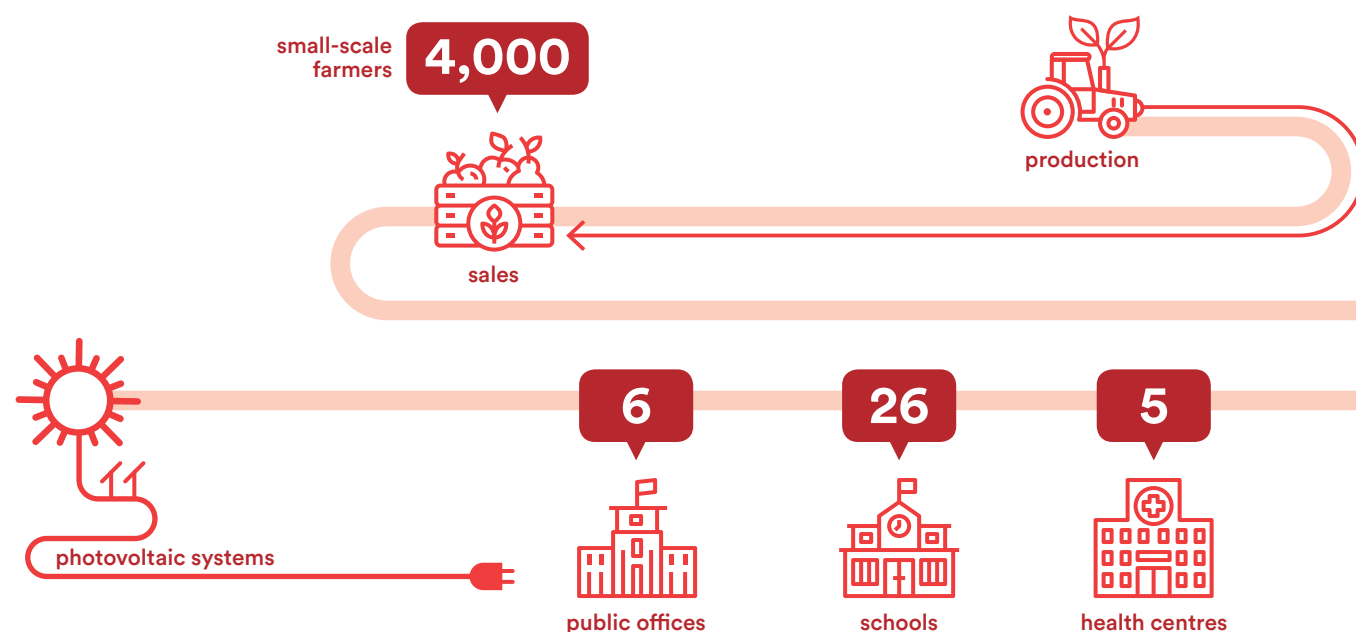 small-scale
farmers
4,000
production
sales
6
26
5
photovoltaic systems
public offices
schools
health centres